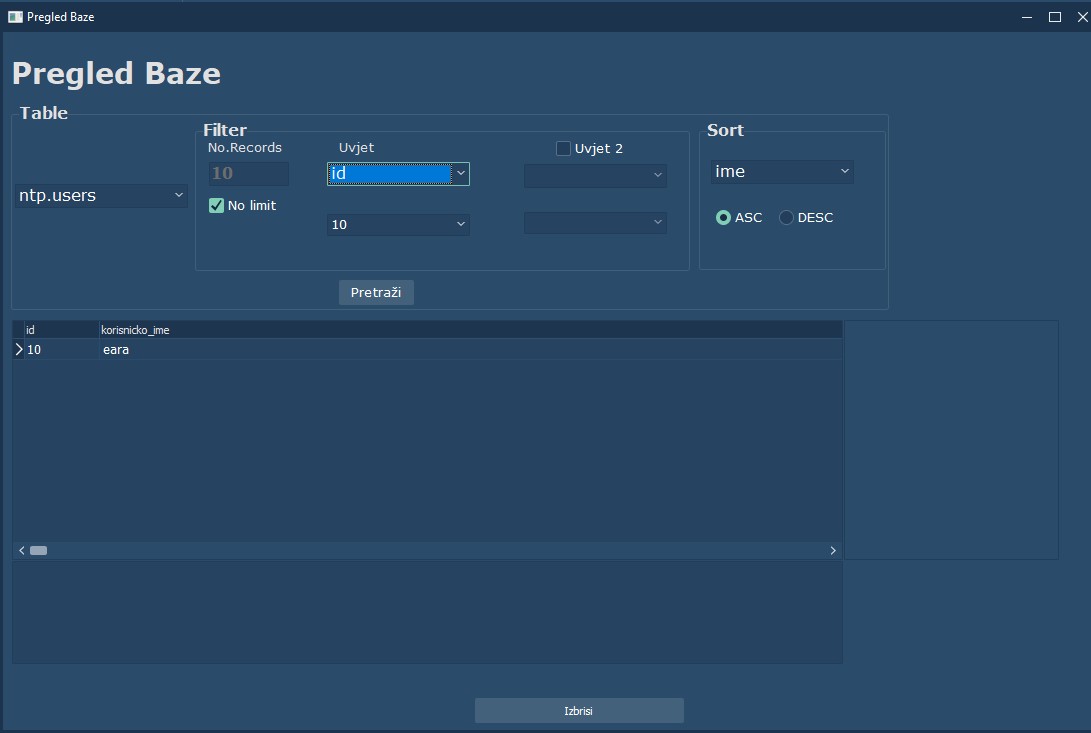 Pregled Baze
Pregled Baze
Table
ntp.users
Filter
No.Records
10
No limit
Uvjet
id
10
Uvjet 2
Sort
ime
ASC DESC
Pretraži
id korisnicko_ime
10 eara
Izbrisi